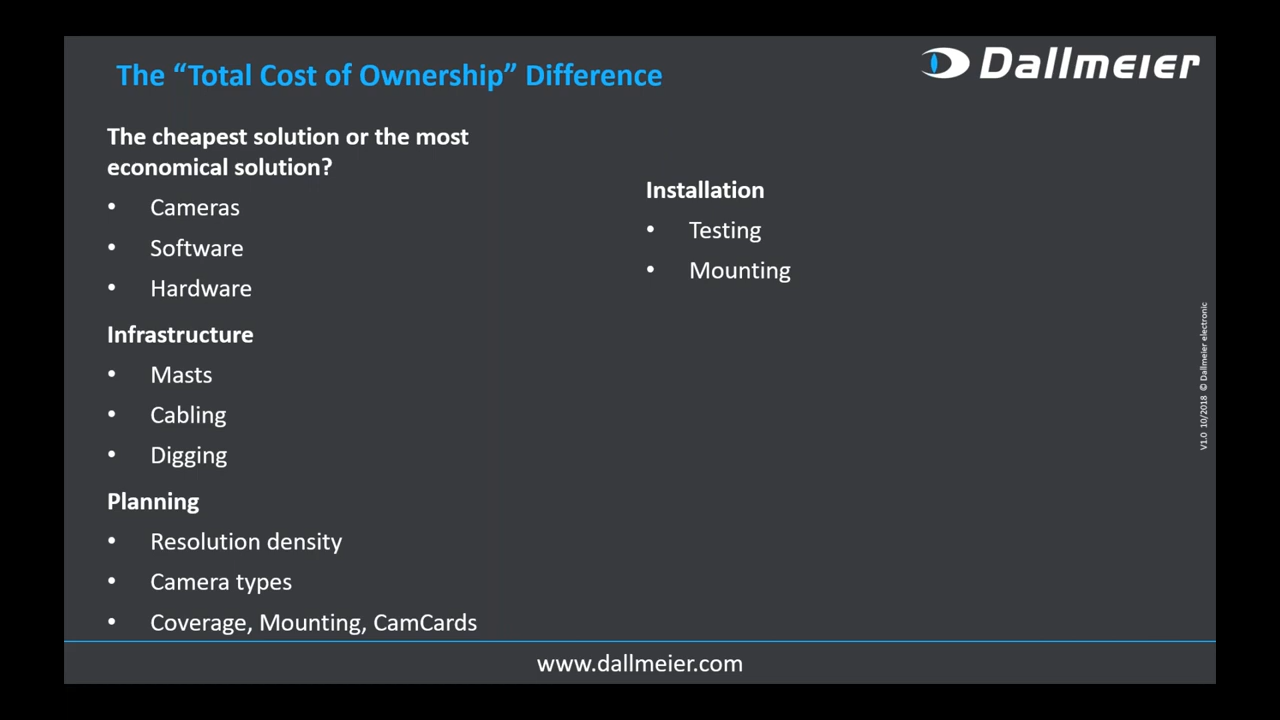 The “Total Cost of Ownership” Difference
Dallmeier
The cheapest solution or the most
economical solution?
• Cameras
• Software
• Hardware
Infrastructure
• Masts
• Cabling
• Digging
Planning
• Resolution density
• Camera types
• Coverage, Mounting, CamCards
Installation
• Testing
• Mounting
V1.0 10/2018 © Dallmeier electronic
www.dallmeier.com